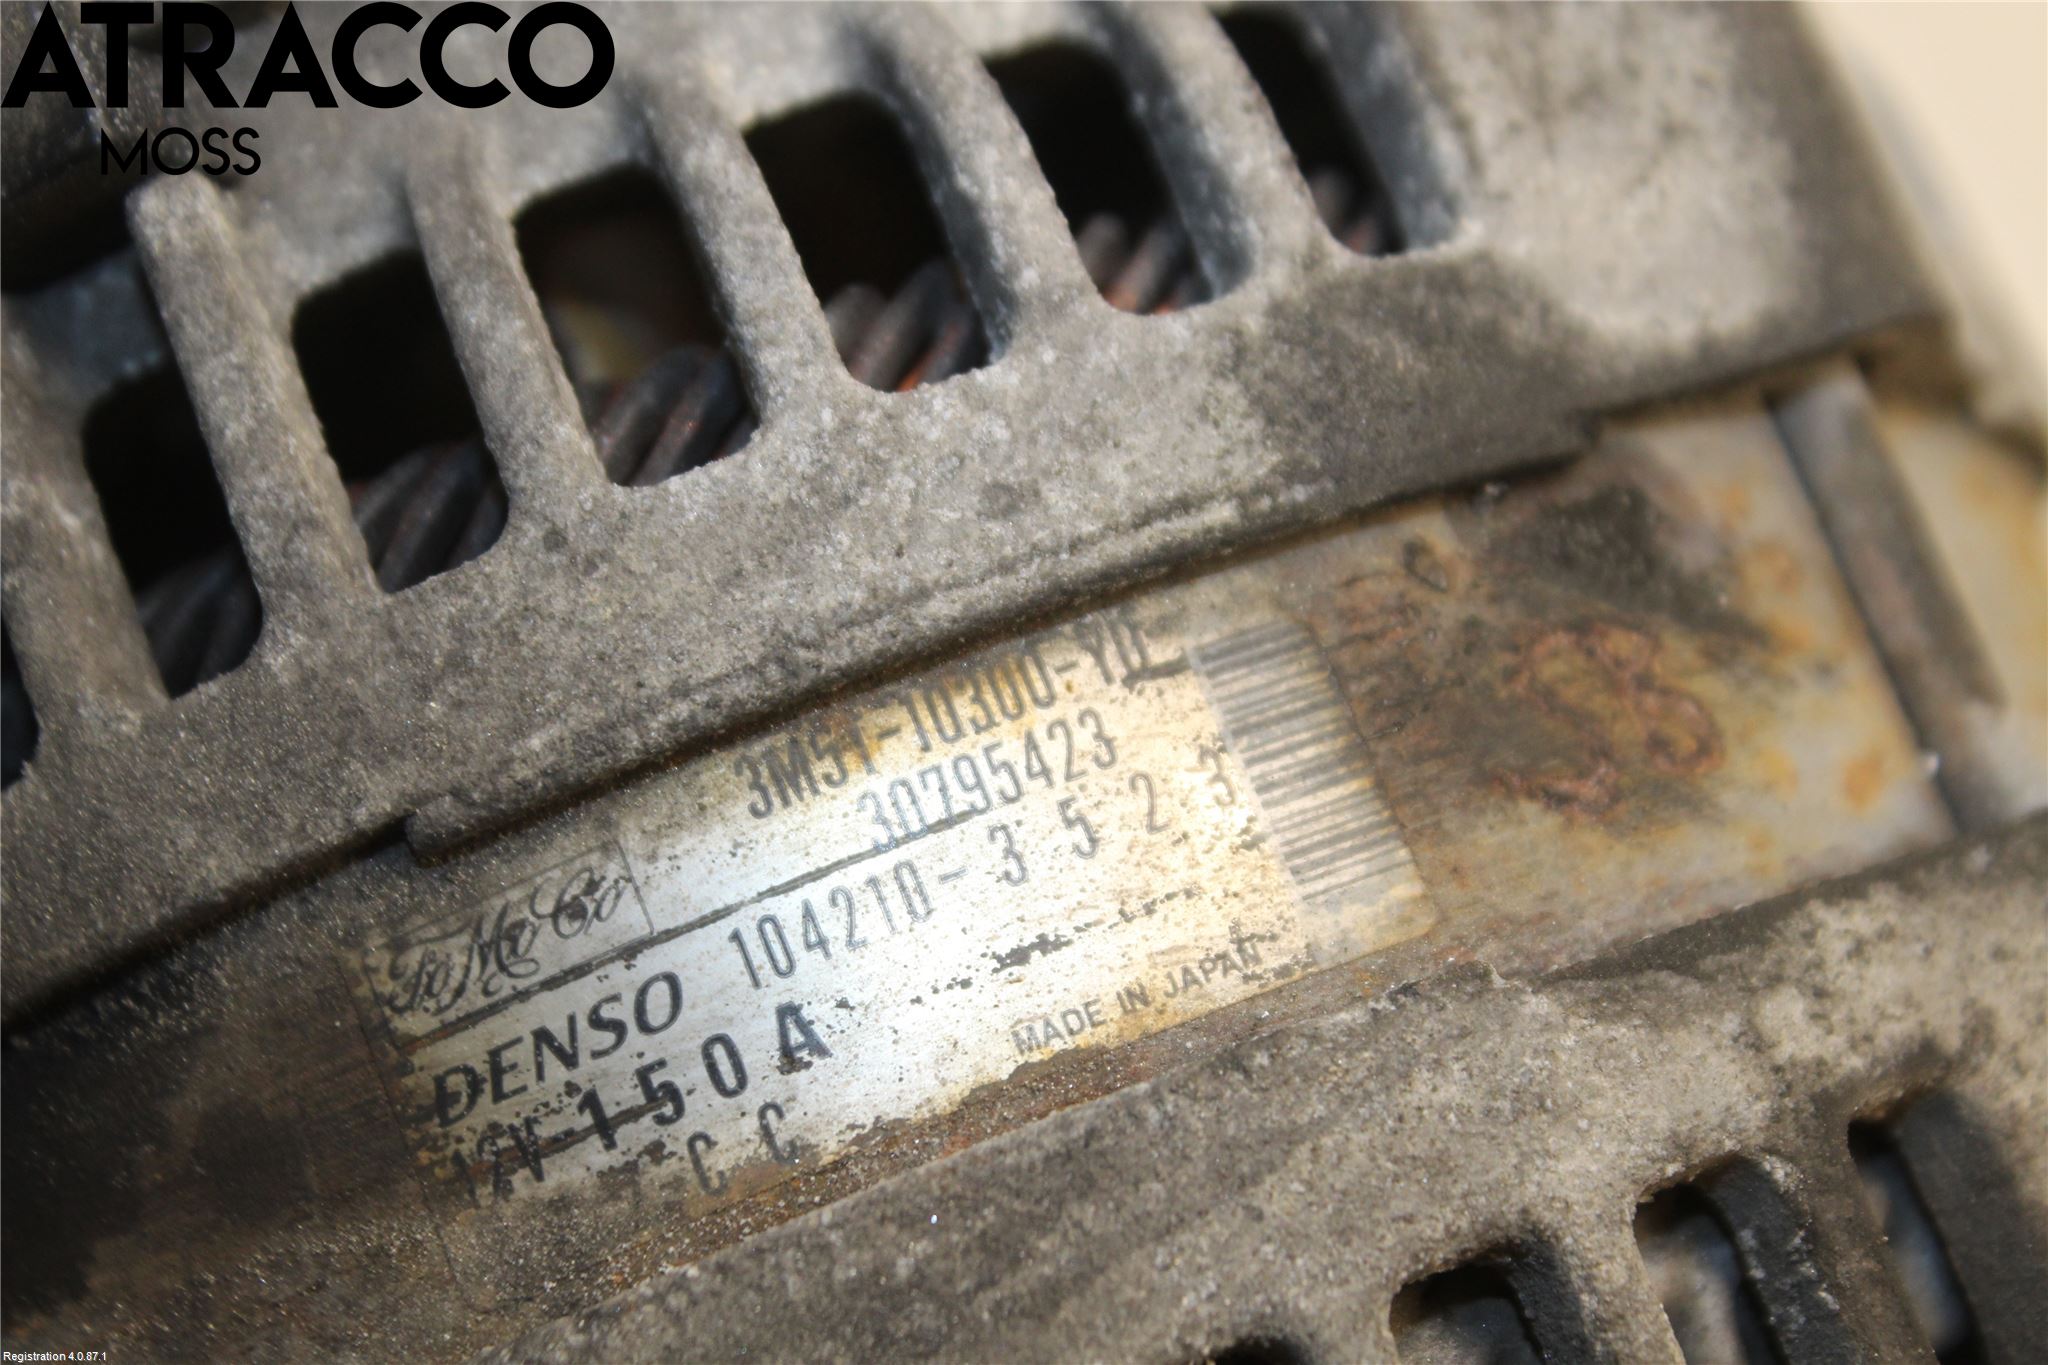 ATRACCO
MOSS
3M51-10300-YD
30795423
FoMoCo
DENSO 104210-3523
12V 150A
CC
MADE IN JAPAN
Registration 4.0.87.1